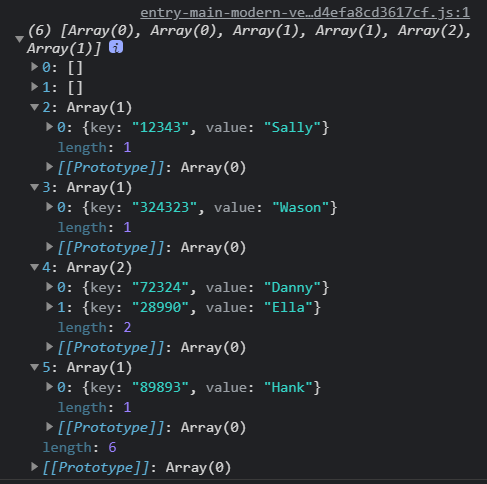 entry-main-modern-ve…d4efa8cd3617cf.js:1
(6) [Array(0), Array(0), Array(1), Array(1), Array(2),
Array(1)] i
0: []
1: []
2: Array(1)
0: {key: "12343", value: "Sally"}
length: 1
[[Prototype]]: Array(0)
3: Array(1)
0: {key: "324323", value: "Wason"}
length: 1
[[Prototype]]: Array(0)
4: Array(2)
0: {key: "72324", value: "Danny"}
1: {key: "28990", value: "Ella"}
length: 2
[[Prototype]]: Array(0)
5: Array(1)
0: {key: "89893", value: "Hank"}
length: 1
[[Prototype]]: Array(0)
length: 6
[[Prototype]]: Array(0)